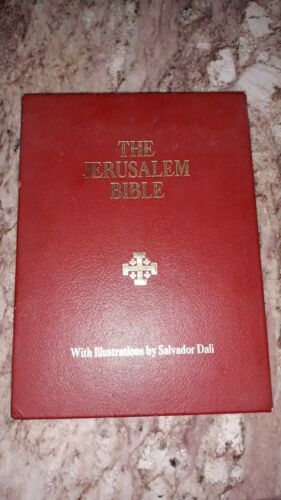 THE
JERUSALEM
BIBLE
With Illustrations by Salvador Dali